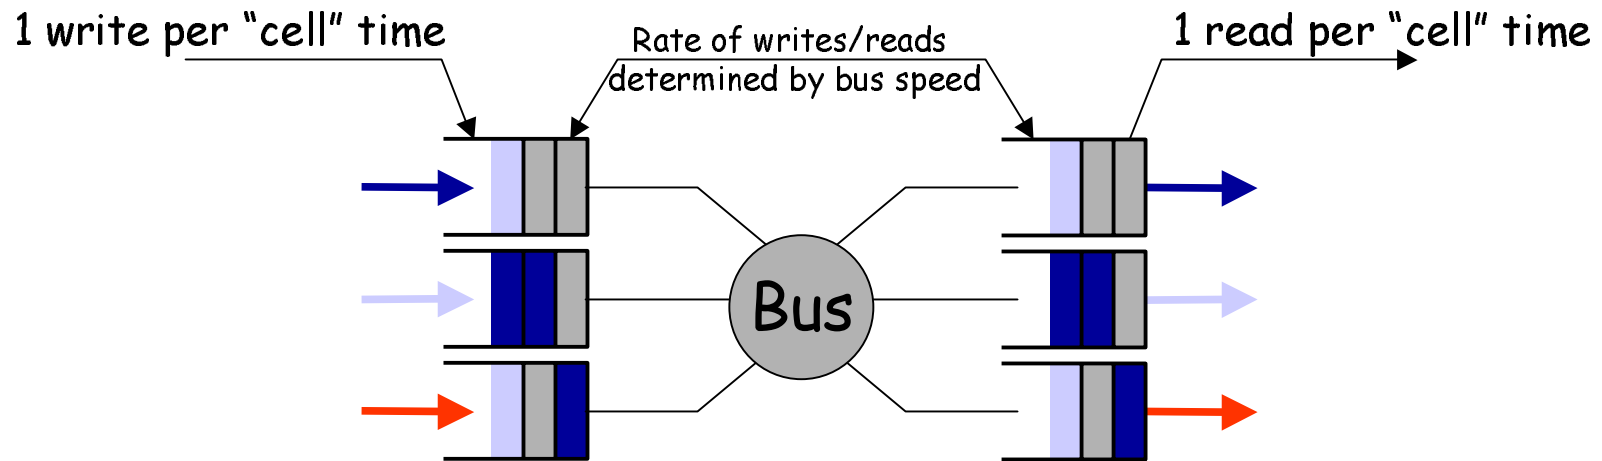 1 write per “cell” time
Rate of writes/reads
determined by bus speed
1 read per “cell” time
Bus